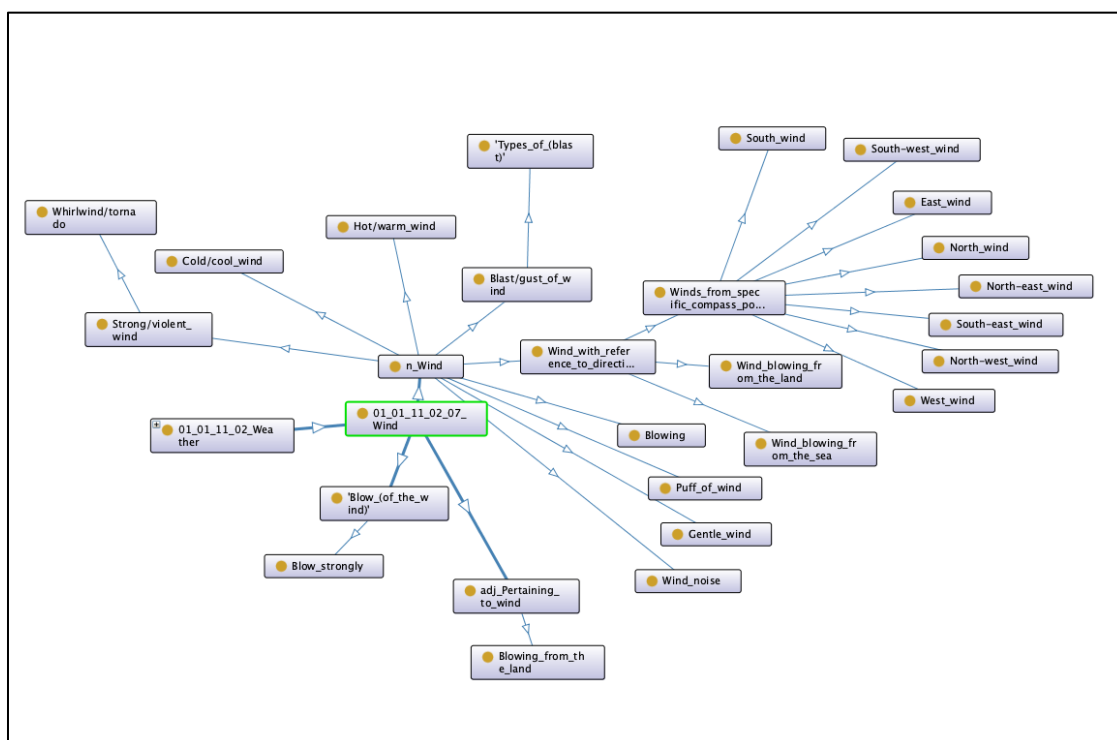 'Types_of_(blas
t)'
South_wind
South-west_wind
Whirlwind/torna
do
Hot/warm_wind
East_wind
Cold/cool_wind
North_wind
Blast/gust_of_w
ind
Winds_from_spec
ific_compass_po...
North-east_wind
Strong/violent_
wind
South-east_wind
n_Wind
Wind_with_refer
ence_to_directi...
Wind_blowing_fr
om_the_land
North-west_wind
West_wind
01_01_11_02_07_
Wind
01_01_11_02_Wea
ther
Blowing
Wind_blowing_fr
om_the_sea
'Blow_(of_the_w
ind)'
Puff_of_wind
Gentle_wind
Blow_strongly
Wind_noise
adj_Pertaining_
to_wind
Blowing_from_th
e_land